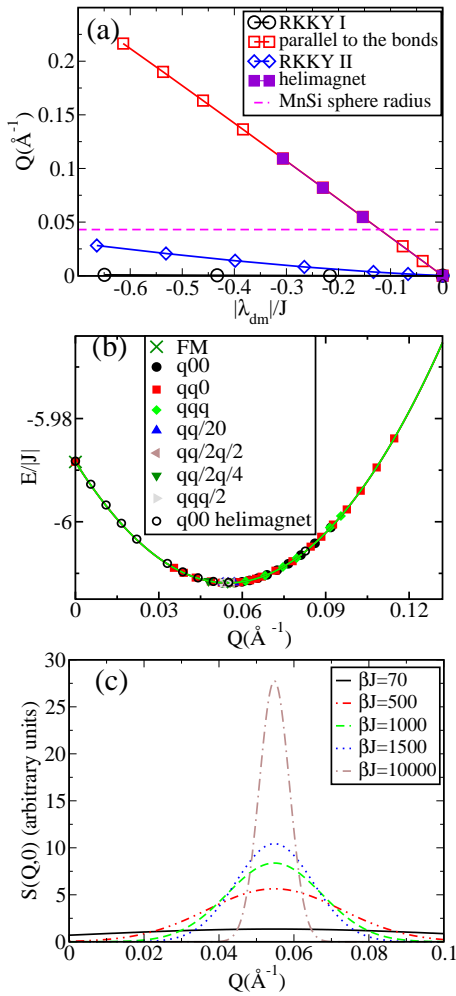 (a)
RKKY I
parallel to the bonds
RKKY II
helimagnet
MnSi sphere radius
Q(Å⁻¹)
0.2
0.15
0.1
0.05
0
-0.6 -0.5 -0.4 -0.3 -0.2 -0.1 0
|λdm|/J
(b)
FM
q00
qq0
qqq
qq/20
qq/2q/2
qq/2q/4
qqq/2
q00 helimagnet
E/|J|
-5.98
-6
0 0.03 0.06 0.09 0.12
Q(Å⁻¹)
(c)
βJ=70
βJ=500
βJ=1000
βJ=1500
βJ=10000
S(Q,0) (arbitrary units)
30
25
20
15
10
5
0
0 0.02 0.04 0.06 0.08 0.1
Q(Å⁻¹)